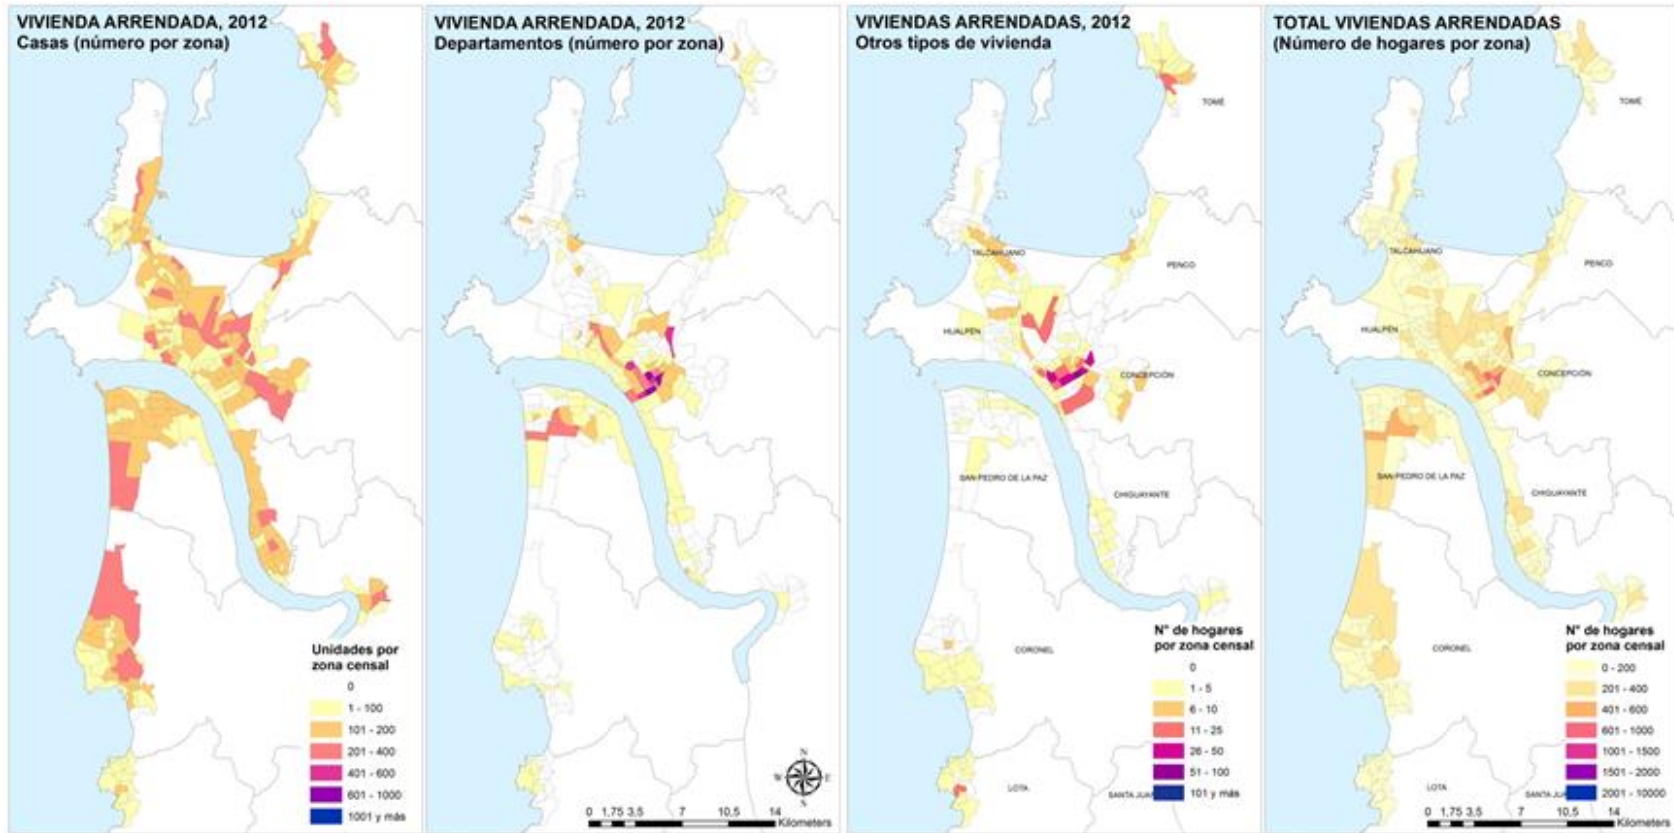 VIVIENDA ARRENDADA, 2012
Casas (número por zona)
Unidades por
zona censal
0
1 - 100
101 - 200
201 - 400
401 - 600
601 - 1000
1001 y más
VIVIENDA ARRENDADA, 2012
Departamentos (número por zona)
N
W E
S
0 1,75 3,5 7 10,5 14
Kilometers
VIVIENDAS ARRENDADAS, 2012
Otros tipos de vivienda
TOMÉ
TALCAHUANO
PENCO
HUALPÉN
CONCEPCIÓN
SAN PEDRO DE LA PAZ
CHIGUAYANTE
CORONEL
LOTA
SANTA JUA
N° de hogares
por zona censal
0
1 - 5
6 - 10
11 - 25
26 - 50
51 - 100
101 y más
TOTAL VIVIENDAS ARRENDADAS
(Número de hogares por zona)
TOMÉ
TALCAHUANO
PENCO
HUALPÉN
CONCEPCIÓN
SAN PEDRO DE LA PAZ
CHIGUAYANTE
CORONEL
LOTA
SANTA JUA
N° de hogares
por zona censal
0 - 200
201 - 400
401 - 600
601 - 1000
1001 - 1500
1501 - 2000
2001 - 10000
0 1,75 3,5 7 10,5 14
Kilometers